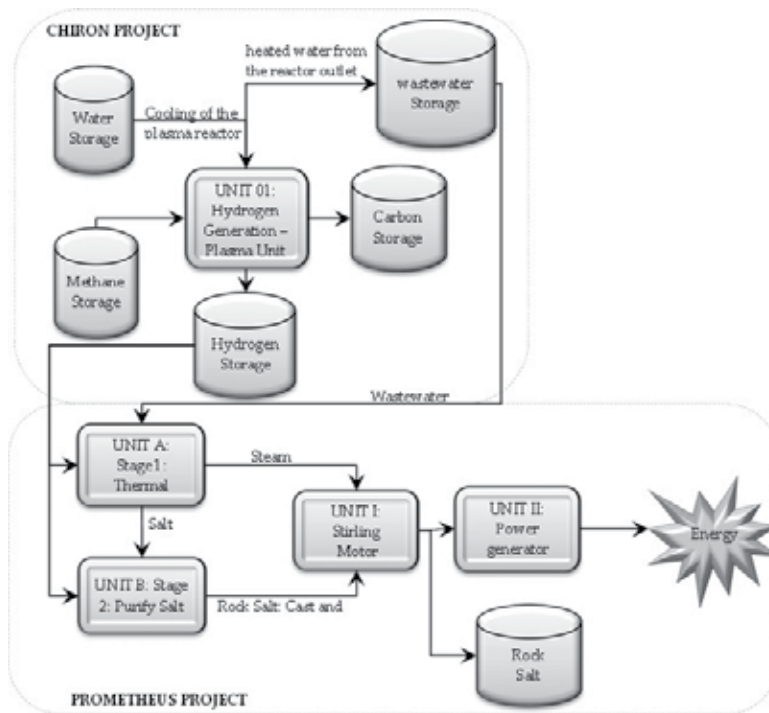 CHIRON PROJECT
heated water from
the reactor outlet
wastewater
Storage
Water
Storage
Cooling of the
plasma reactor
UNIT 01:
Hydrogen
Generation –
Plasma Unit
Carbon
Storage
Methane
Storage
Hydrogen
Storage
Wastewater
UNIT A:
Stage1:
Thermal
Steam
UNIT I:
Stirling
Motor
UNIT II:
Power
generator
Energy
Salt
UNIT B: Stage
2: Purify Salt
Rock Salt: Cast and
Rock
Salt
PROMETHEUS PROJECT